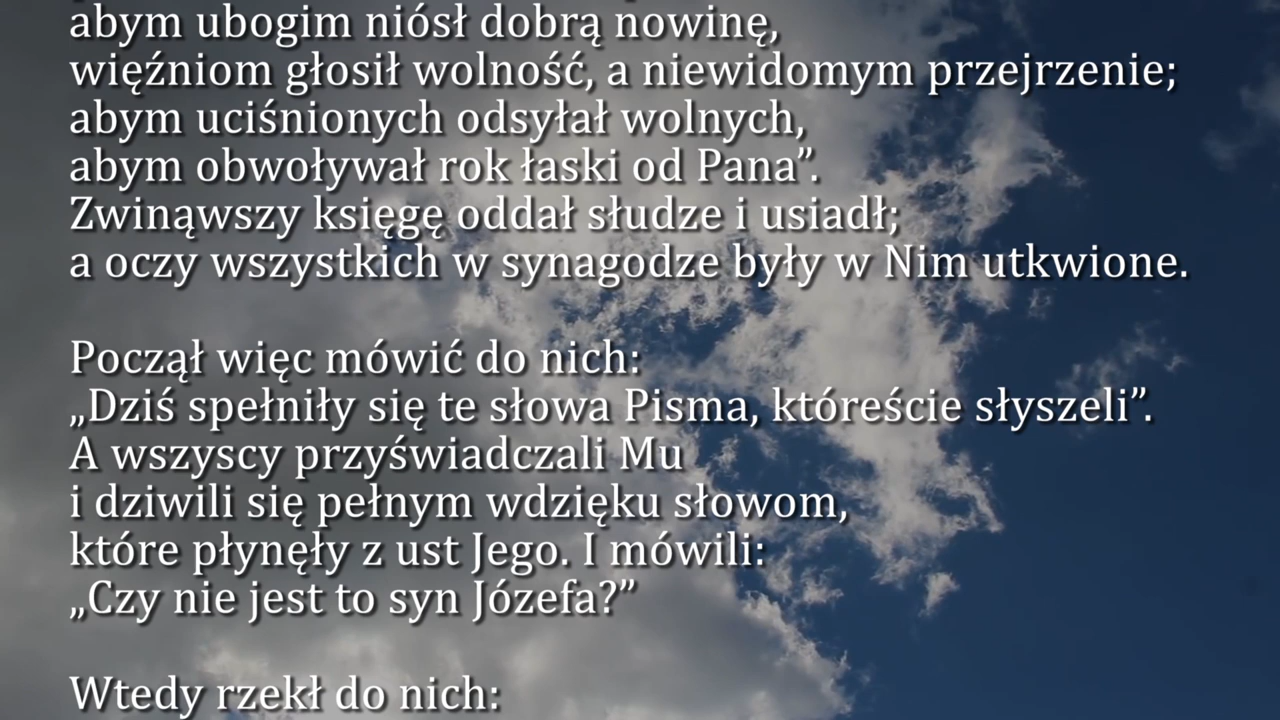 abym ubogim niósł dobrą nowinę,
więźniom głosił wolność, a niewidomym przejrzenie;
abym uciśnionych odsyłał wolnych,
abym obwoływał rok łaski od Pana”.
Zwinąwszy księgę oddał słudze i usiadł;
a oczy wszystkich w synagodze były w Nim utkwione.
Począł więc mówić do nich:
„Dziś spełniły się te słowa Pisma, któreście słyszeli”.
A wszyscy przyświadczali Mu
i dziwili się pełnym wdzięku słowom,
które płynęły z ust Jego. I mówili:
„Czy nie jest to syn Józefa?”
Wtedy rzekł do nich: